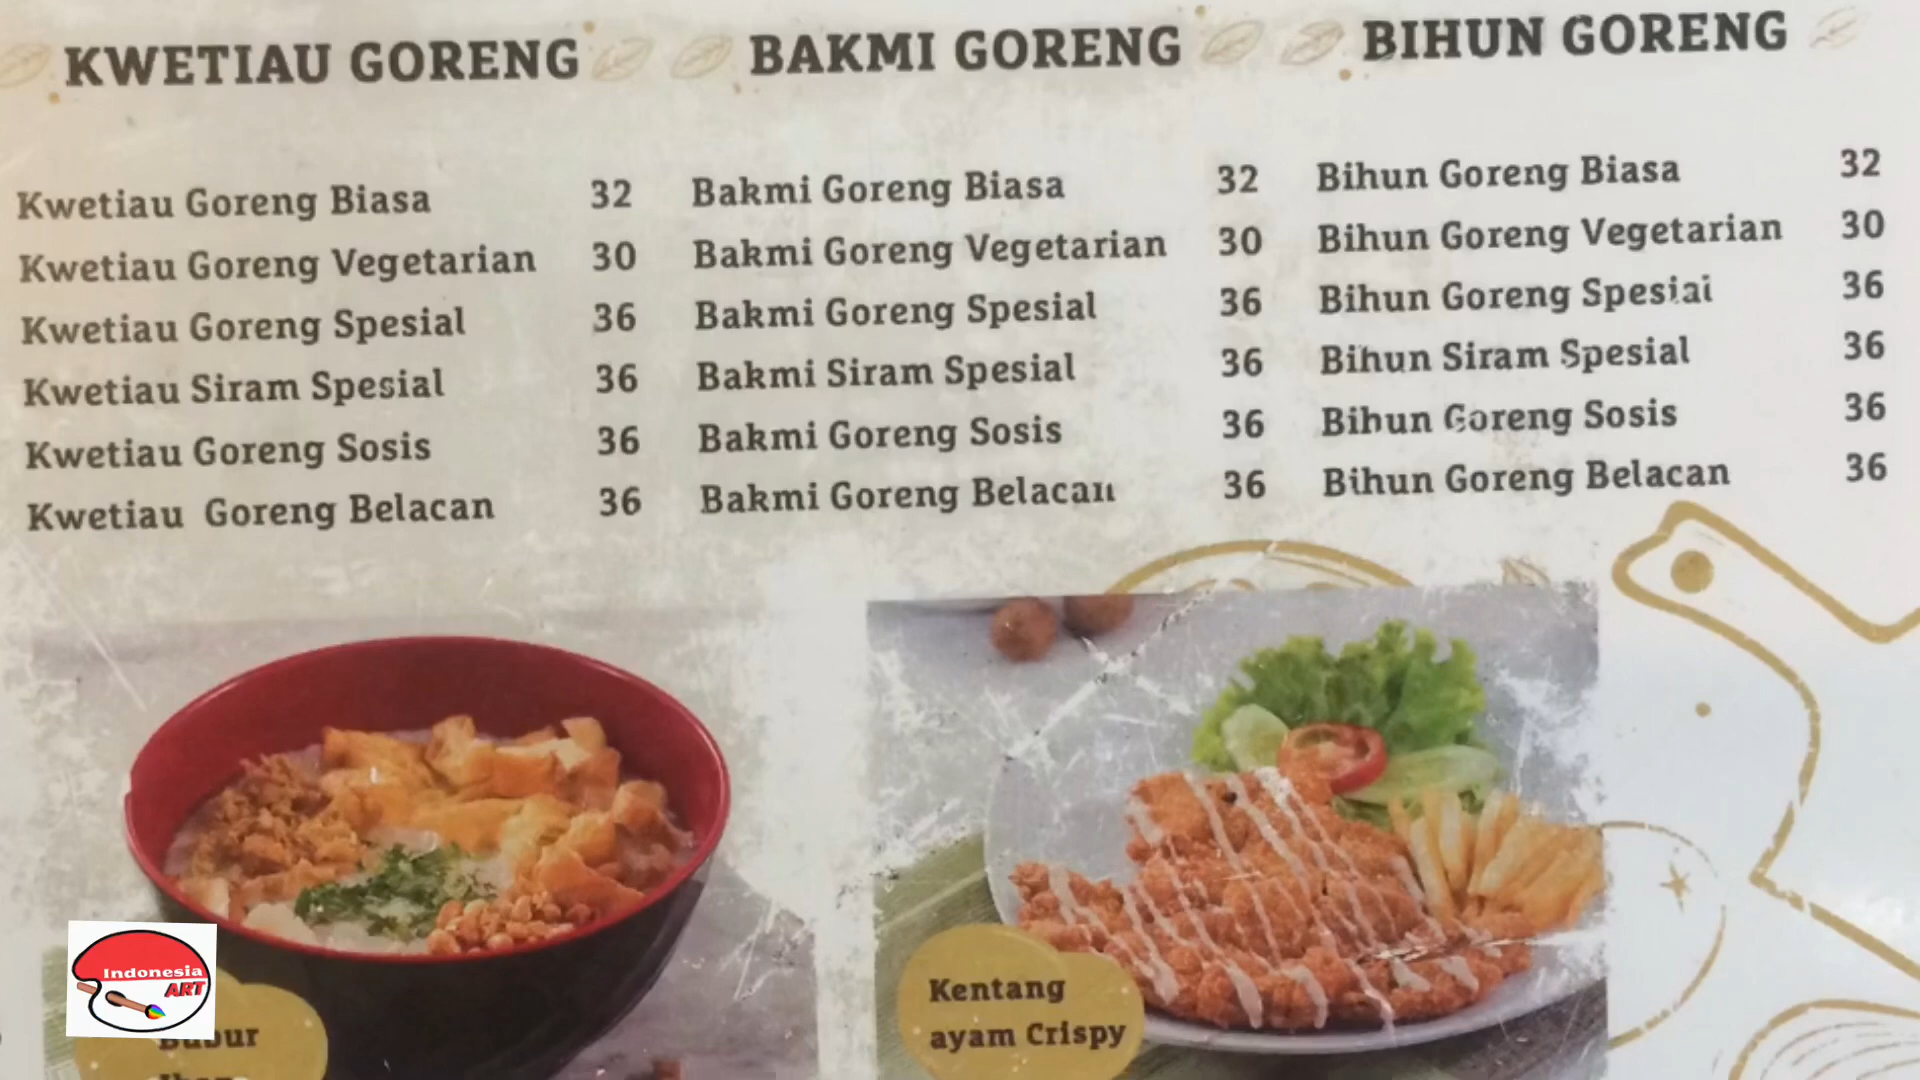 KWETIAU GORENG
Kwetiau Goreng Biasa 32
Kwetiau Goreng Vegetarian 30
Kwetiau Goreng Spesial 36
Kwetiau Siram Spesial 36
Kwetiau Goreng Sosis 36
Kwetiau Goreng Belacan 36
BAKMI GORENG
Bakmi Goreng Biasa 32
Bakmi Goreng Vegetarian 30
Bakmi Goreng Spesial 36
Bakmi Siram Spesial 36
Bakmi Goreng Sosis 36
Bakmi Goreng Belacan 36
BIHUN GORENG
Bihun Goreng Biasa 32
Bihun Goreng Vegetarian 30
Bihun Goreng Spesial 36
Bihun Siram Spesial 36
Bihun Goreng Sosis 36
Bihun Goreng Belacan 36
Indonesia
ART
Bubur
Kentang
ayam Crispy